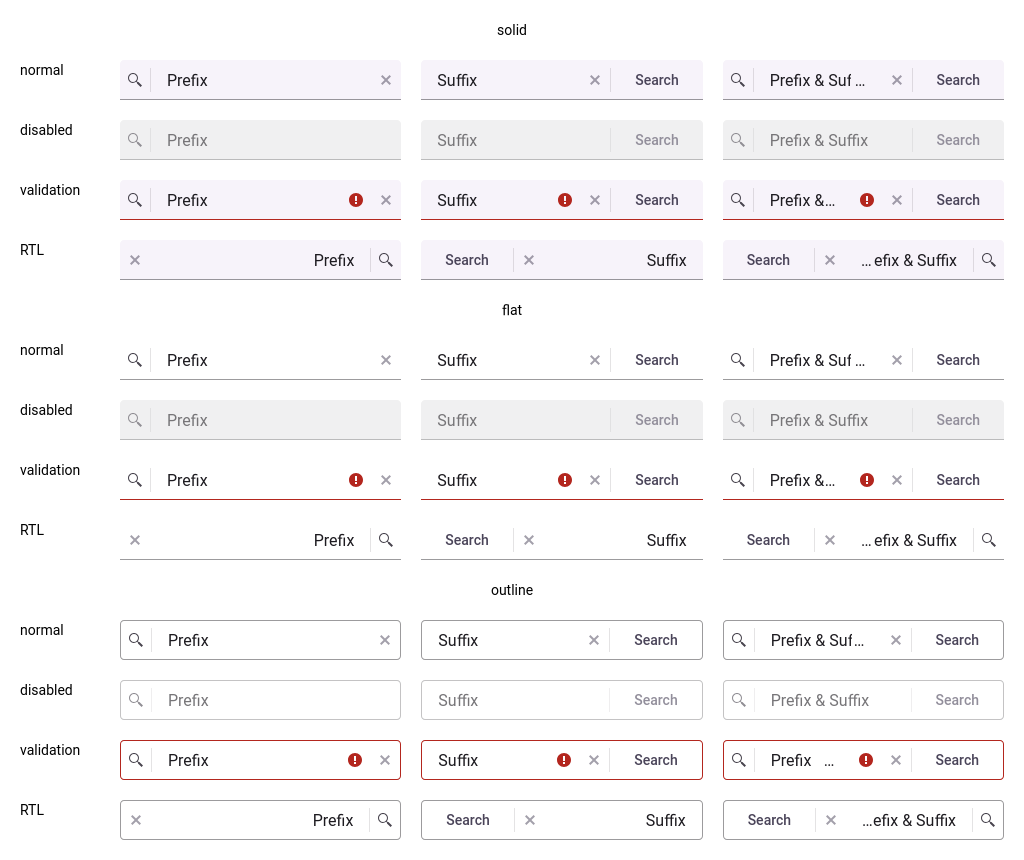 solid
normal Prefix Suffix Search Prefix & Suf ... Search
disabled Prefix Suffix Search Prefix & Suffix Search
validation Prefix Suffix Search Prefix &... Search
RTL Prefix Search Suffix Search ... efix & Suffix
flat
normal Prefix Suffix Search Prefix & Suf ... Search
disabled Prefix Suffix Search Prefix & Suffix Search
validation Prefix Suffix Search Prefix &... Search
RTL Prefix Search Suffix Search ... efix & Suffix
outline
normal Prefix Suffix Search Prefix & Suf... Search
disabled Prefix Suffix Search Prefix & Suffix Search
validation Prefix Suffix Search Prefix ... Search
RTL Prefix Search Suffix Search ...efix & Suffix